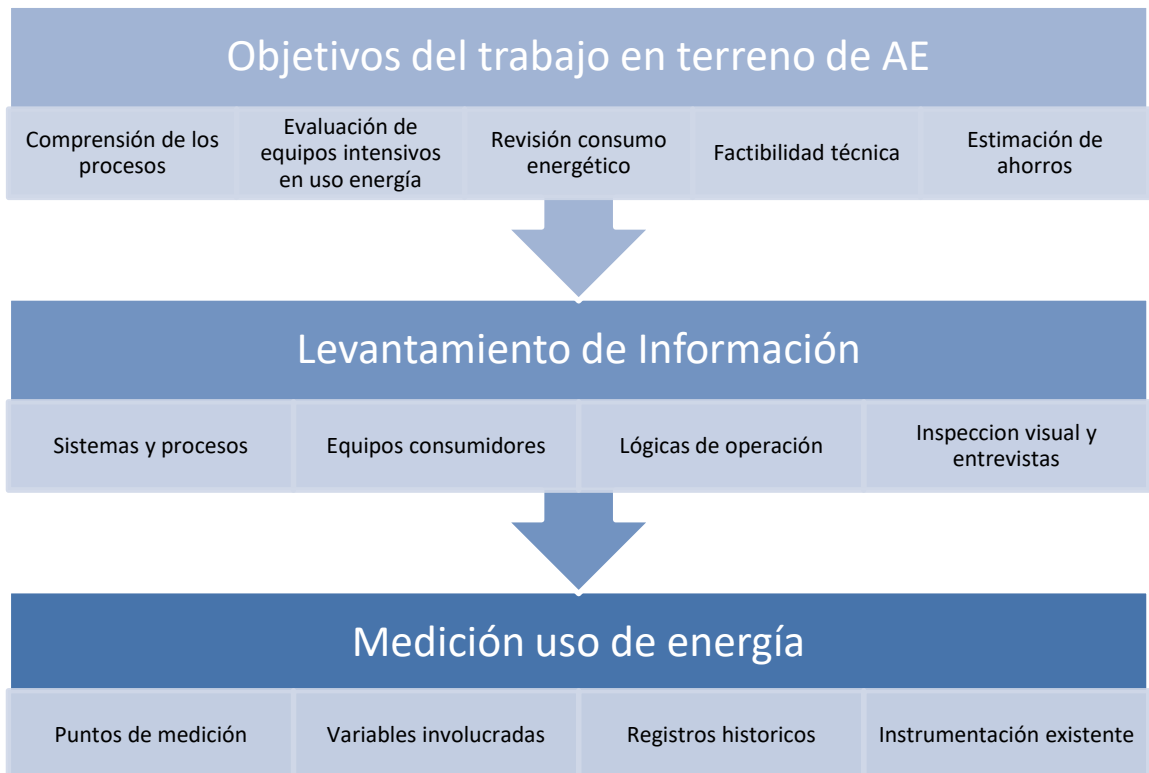 Objetivos del trabajo en terreno de AE
Comprensión de los
procesos
Evaluación de
equipos intensivos
en uso energía
Revisión consumo
energético
Factibilidad técnica
Estimación de
ahorros
Levantamiento de Información
Sistemas y procesos
Equipos consumidores
Lógicas de operación
Inspeccion visual y
entrevistas
Medición uso de energía
Puntos de medición
Variables involucradas
Registros historicos
Instrumentación existente